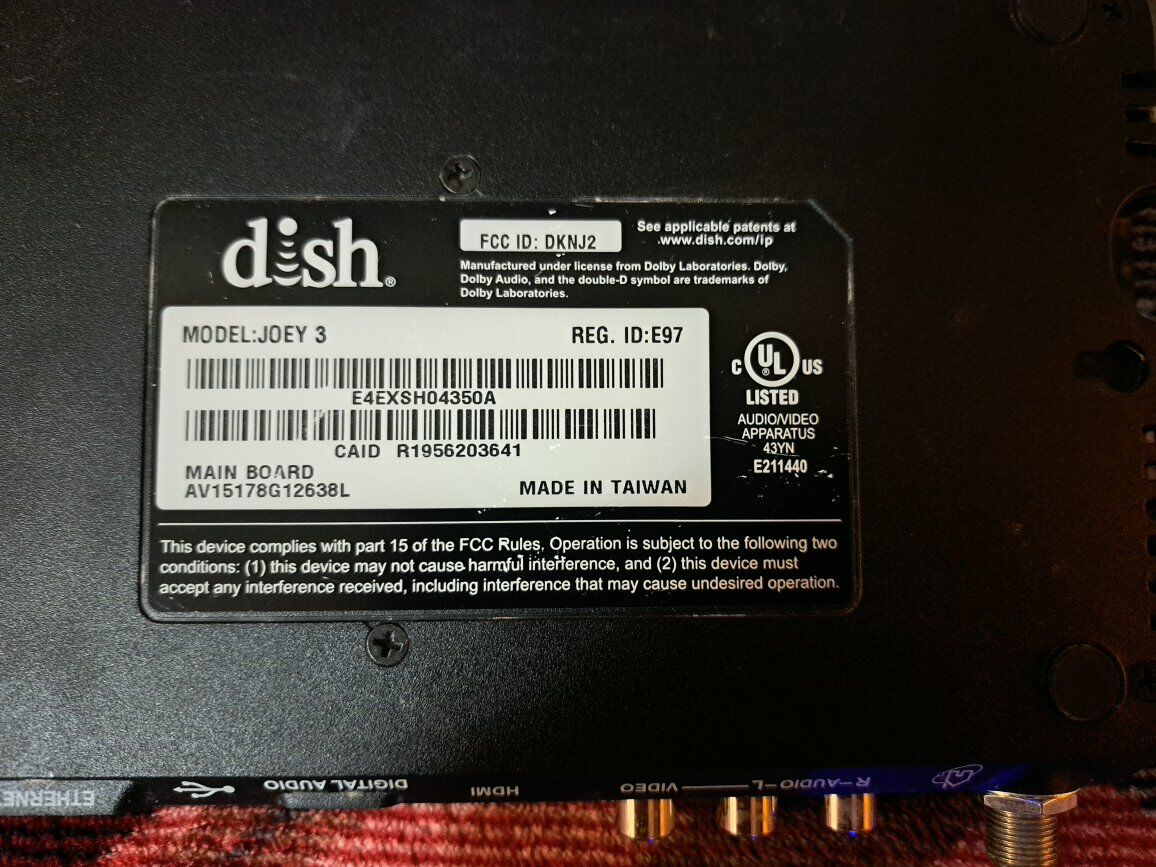 dish®
FCC ID: DKNJ2
See applicable patents at
www.dish.com/ip
Manufactured under license from Dolby Laboratories. Dolby,
Dolby Audio, and the double-D symbol are trademarks of
Dolby Laboratories.
MODEL:JOEY 3 REG. ID:E97
E4EXSH04350A
CAID R1956203641
MAIN BOARD
AV15178G12638L
MADE IN TAIWAN
C UL® US
LISTED
AUDIO/VIDEO
APPARATUS
43YN
E211440
This device complies with part 15 of the FCC Rules. Operation is subject to the following two
conditions: (1) this device may not cause harmful interference, and (2) this device must
accept any interference received, including interference that may cause undesired operation.
ETHERNE
DIGITAL AUDIO
HDMI
VIDEO
R-AUDIO-L